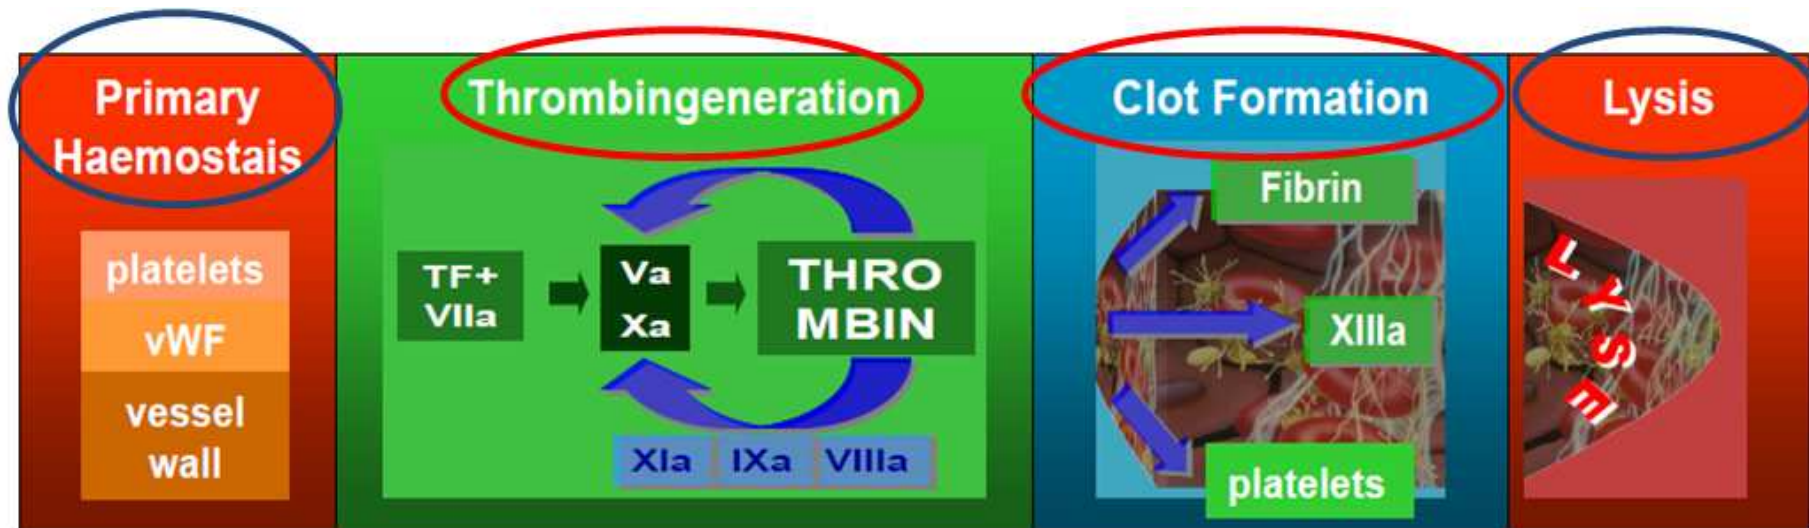 Primary
Haemostais
platelets
vWF
vessel
wall
Thrombingeneration
TF+
VIIa
Va
Xa
THRO
MBIN
XIa IXa VIIIa
Clot Formation
Fibrin
XIIIa
platelets
Lysis
LYSE